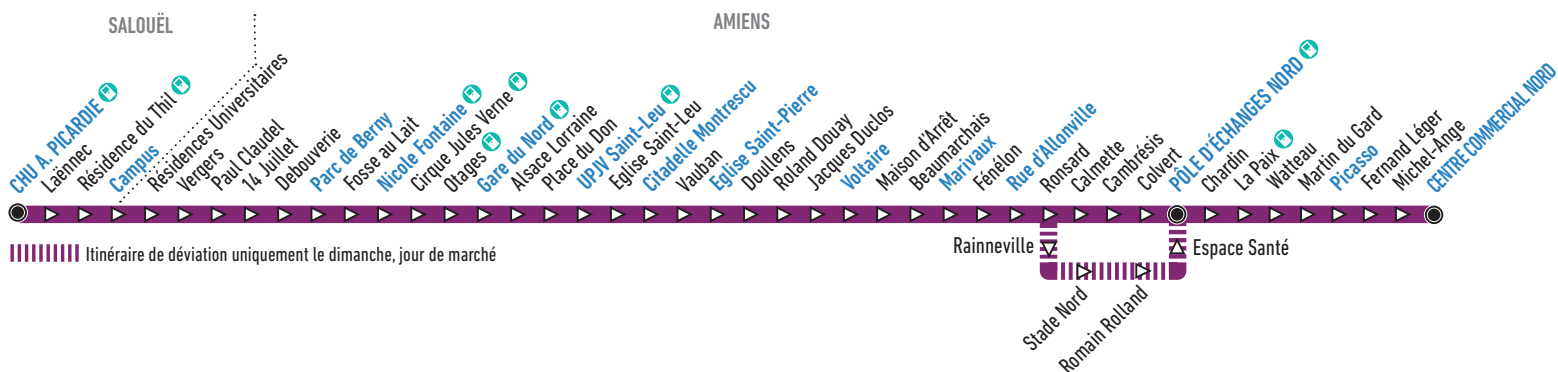 SALOUËL
AMIENS
CHU A. PICARDIE
Laënnec
Résidence du Thil
Campus
Résidences Universitaires
Vergers
Paul Claudel
14 Juillet
Debouverie
Parc de Berny
Fosse au Lait
Nicole Fontaine
Cirque Jules Verne
Otages
Gare du Nord
Alsace Lorraine
Place du Don
UPJV Saint-Leu
Eglise Saint-Leu
Citadelle Montrescu
Vauban
Eglise Saint-Pierre
Doullens
Roland Douay
Jacques Duclos
Voltaire
Maison d'Arrêt
Beaumarchais
Marivaux
Fénélon
Rue d'Allonville
Ronsard
Calmette
Cambrésis
Colvert
PÔLE D'ÉCHANGES NORD
Chardin
La Paix
Watteau
Martin du Gard
Picasso
Fernand Léger
Michel-Ange
CENTRE COMMERCIAL NORD
Itinéraire de déviation uniquement le dimanche, jour de marché
Rainneville
Espace Santé
Stade Nord
Romain Rolland